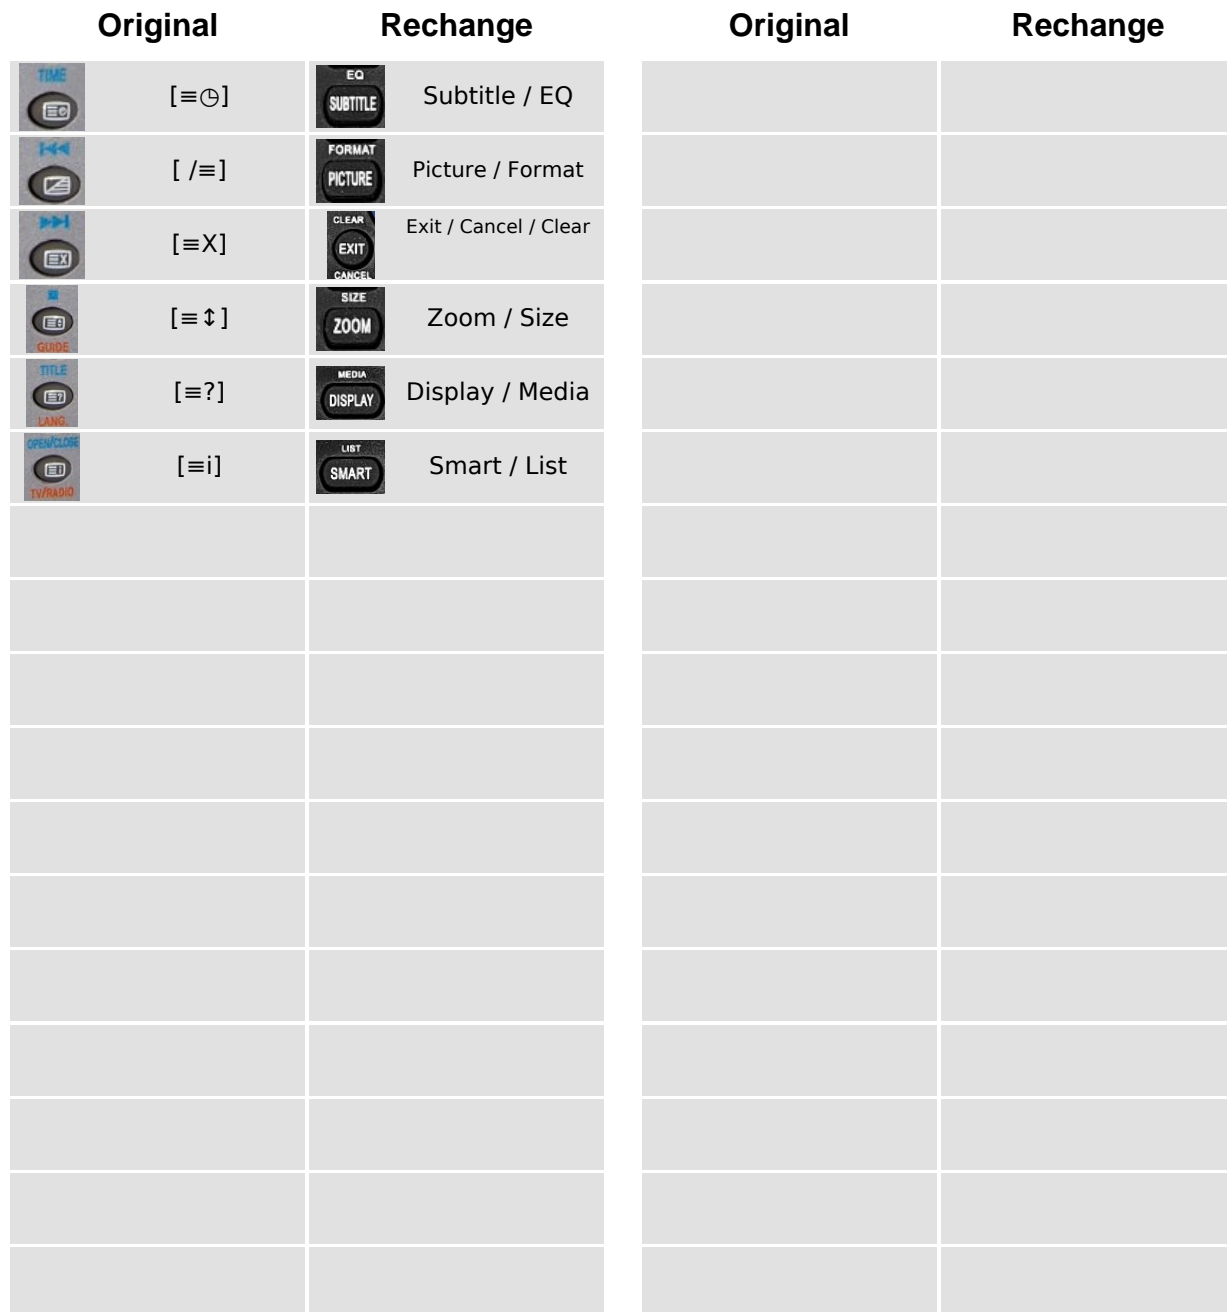 Original Rechange Original Rechange
TIME [≡◷] EQ SUBTITLE Subtitle / EQ
[ /≡] FORMAT PICTURE Picture / Format
[≡X] CLEAR EXIT CANCEL Exit / Cancel / Clear
GUIDE [≡↕] SIZE ZOOM Zoom / Size
TITLE LANG. [≡?] MEDIA DISPLAY Display / Media
OPEN/CLOSE TV/RADIO [≡i] LIST SMART Smart / List